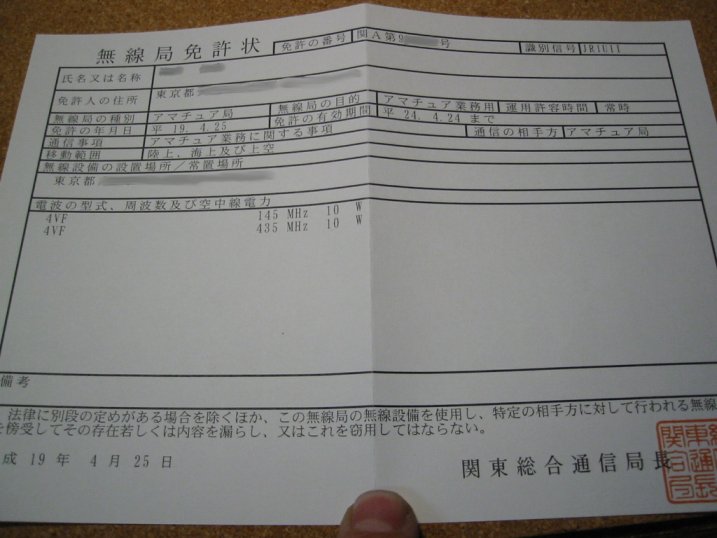 無線局免許状 免許の番号 関A第9 号 識別信号 JR1CII
氏名又は名称
免許人の住所 東京都
無線局の種別 アマチュア局 無線局の目的 アマチュア業務用 運用許容時間 常時
免許の年月日 平 19. 4.25 免許の有効期間 平 24. 4.24 まで
通信事項 アマチュア業務に関する事項 通信の相手方 アマチュア局
移動範囲 陸上、海上及び上空
無線設備の設置場所/常置場所
東京都
電波の型式、周波数及び空中線電力
4VF 145 MHz 10 W
4VF 435 MHz 10 W
備考
法律に別段の定めがある場合を除くほか、この無線局の無線設備を使用し、特定の相手方に対して行われる無線
を傍受してその存在若しくは内容を漏らし、又はこれを窃用してはならない。
成 19 年 4 月 25 日
関東総合通信局長